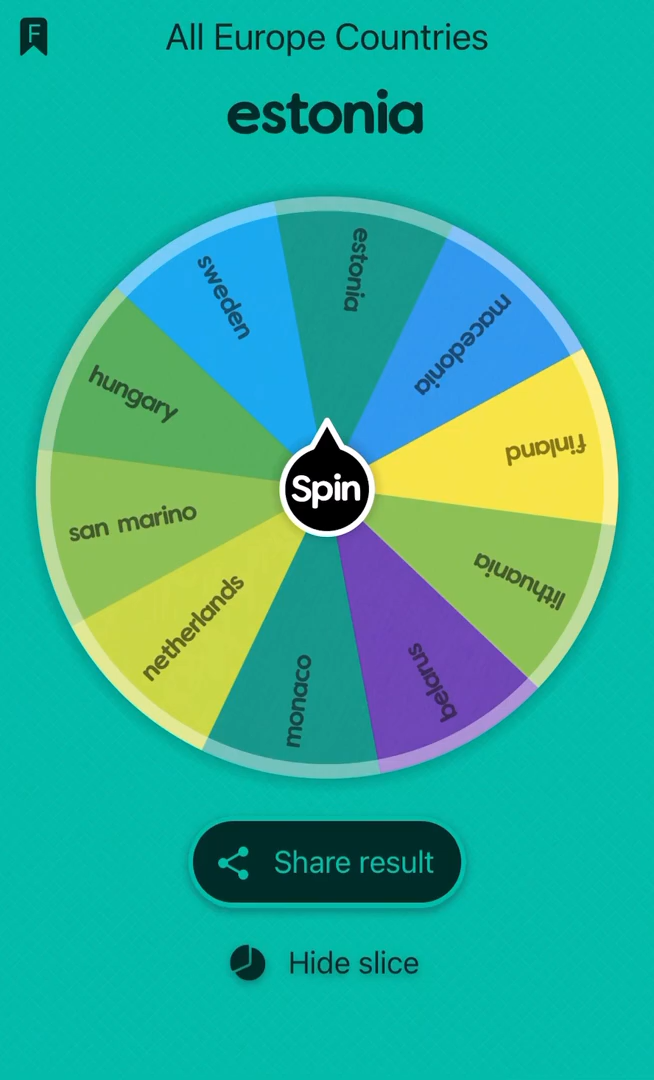 F
All Europe Countries
estonia
estonia
macedonia
finland
lithuania
belarus
monaco
netherlands
san marino
hungary
sweden
Spin
Share result
Hide slice